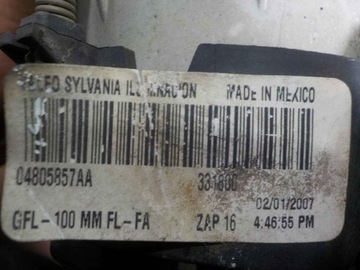 SYLVANIA MADE IN MEXICO
04805857AA
02/01/2007
GFL-100 MM FL-FA ZAP 16 4:46:55 PM